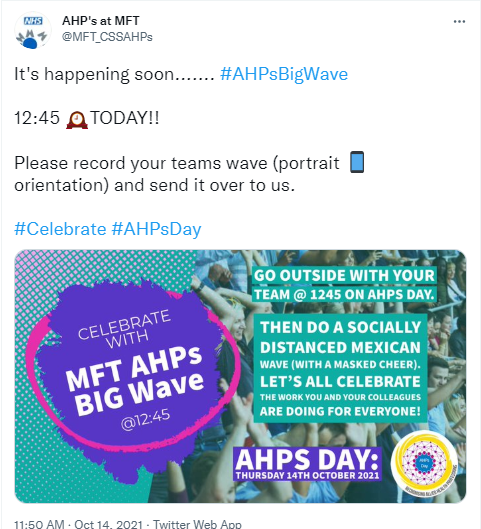 NHS
AHP's at MFT
@MFT_CSSAHPs
It's happening soon....... #AHPsBigWave
12:45 TODAY!!
Please record your teams wave (portrait
orientation) and send it over to us.
#Celebrate #AHPsDay
CELEBRATE
WITH
MFT AHPs
BIG Wave
@12:45
GO OUTSIDE WITH YOUR
TEAM @ 1245 ON AHPS DAY.
THEN DO A SOCIALLY
DISTANCED MEXICAN
WAVE (WITH A MASKED CHEER).
LET'S ALL CELEBRATE
THE WORK YOU AND YOUR COLLEAGUES
ARE DOING FOR EVERYONE!
AHPS DAY:
THURSDAY 14TH OCTOBER 2021
AHPs
Day
11:50 AM · Oct 14, 2021 · Twitter Web App